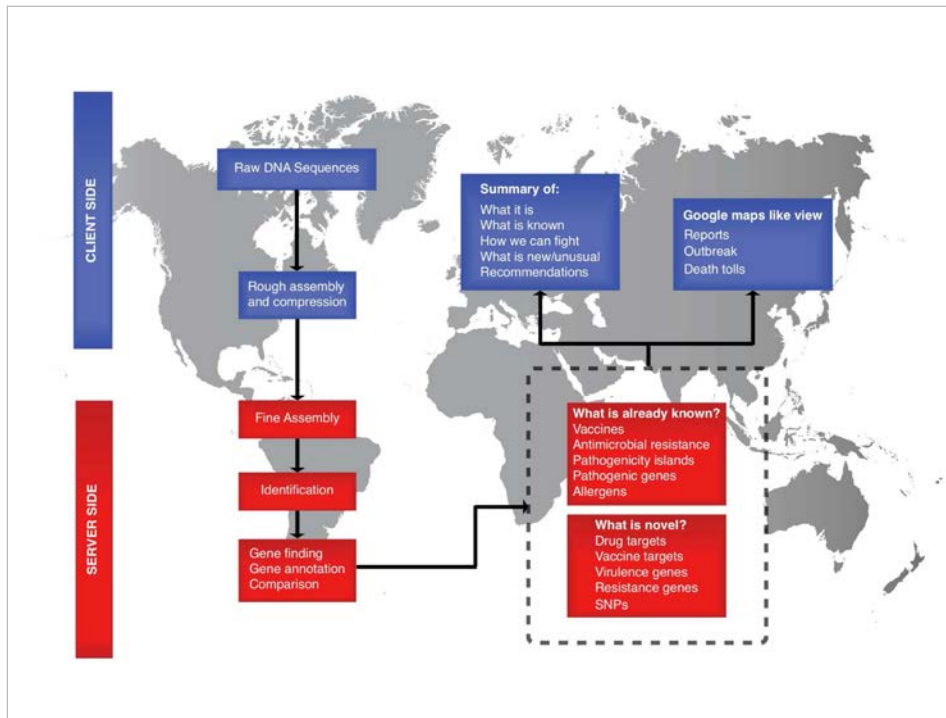 CLIENT SIDE
Raw DNA Sequences
Rough assembly
and compression
Summary of:
What it is
What is known
How we can fight
What is new/unusual
Recommendations
Google maps like view
Reports
Outbreak
Death tolls
SERVER SIDE
Fine Assembly
Identification
Gene finding
Gene annotation
Comparison
What is already known?
Vaccines
Antimicrobial resistance
Pathogenicity islands
Pathogenic genes
Allergens
What is novel?
Drug targets
Vaccine targets
Virulence genes
Resistance genes
SNPs